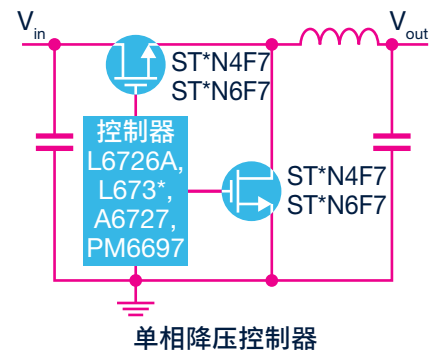 Vin
Vout
ST*N4F7
ST*N6F7
控制器
L6726A,
L673*,
A6727,
PM6697
ST*N4F7
ST*N6F7
单相降压控制器